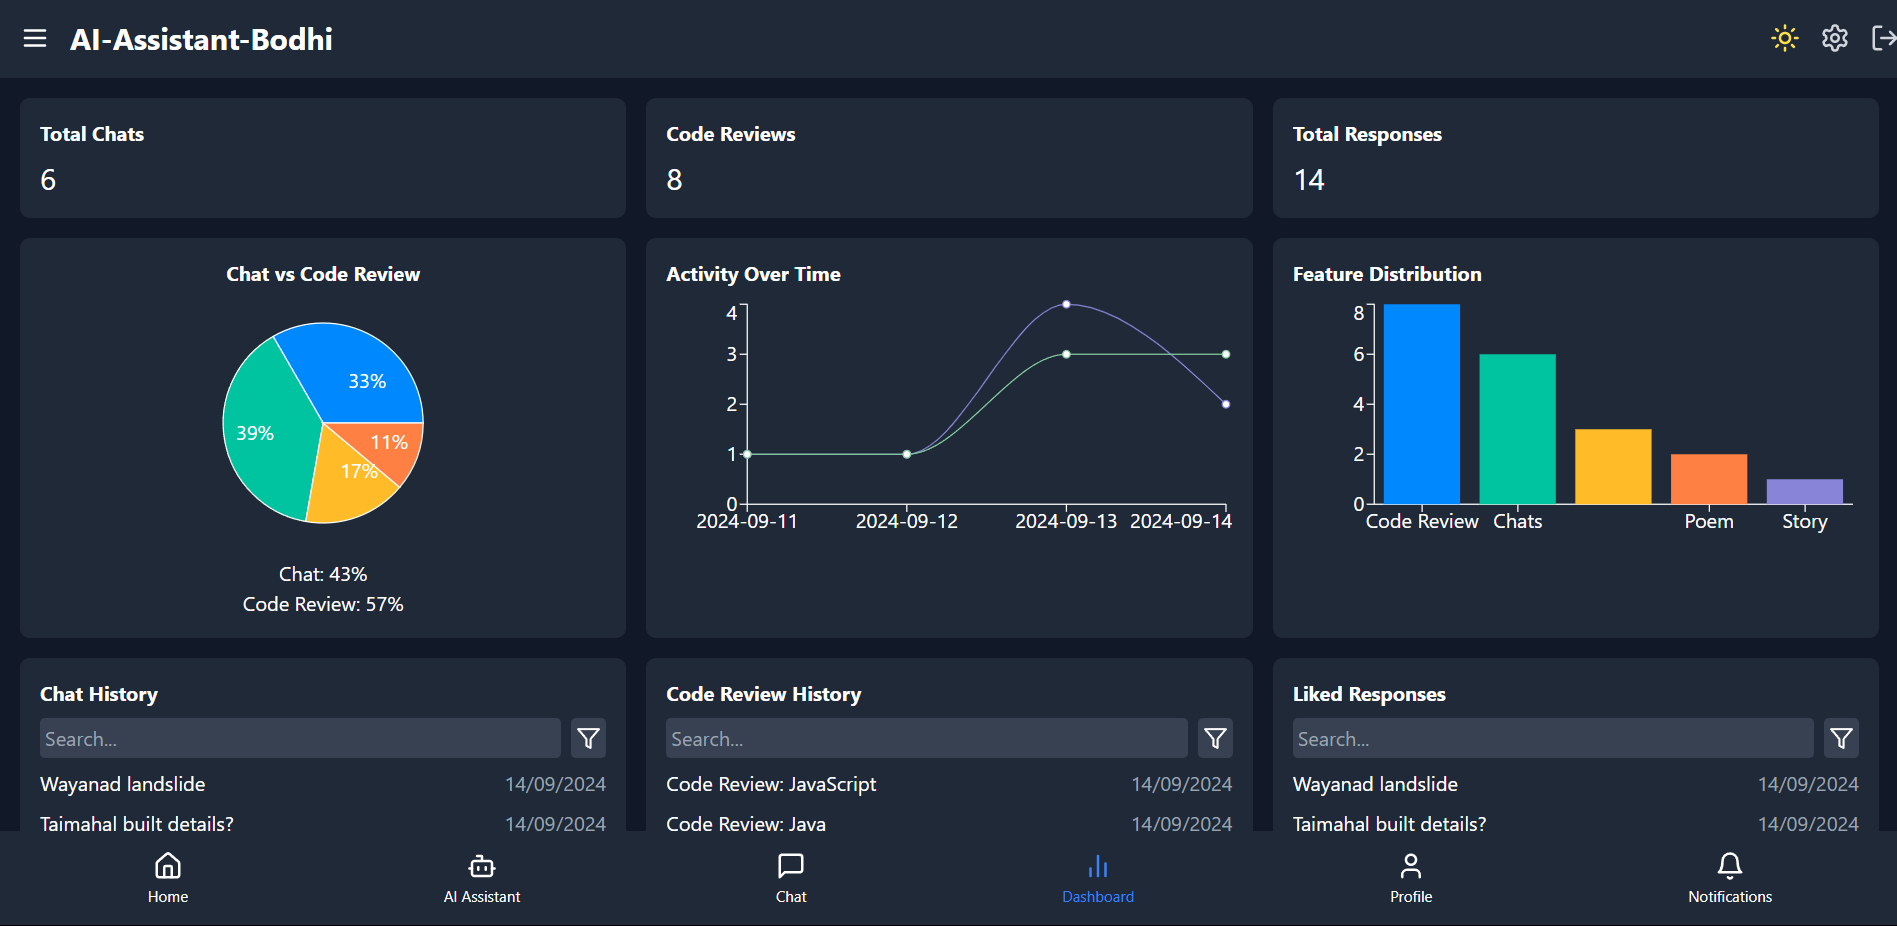 AI-Assistant-Bodhi
Total Chats
6
Code Reviews
8
Total Responses
14
Chat vs Code Review
33%
39%
11%
17%
Chat: 43%
Code Review: 57%
Activity Over Time
4
3
2
1
0
2024-09-11 2024-09-12 2024-09-13 2024-09-14
Feature Distribution
8
6
4
2
0
Code Review Chats Poem Story
Chat History
Search...
Wayanad landslide 14/09/2024
Taimahal built details? 14/09/2024
Code Review History
Search...
Code Review: JavaScript 14/09/2024
Code Review: Java 14/09/2024
Liked Responses
Search...
Wayanad landslide 14/09/2024
Taimahal built details? 14/09/2024
Home AI Assistant Chat Dashboard Profile Notifications